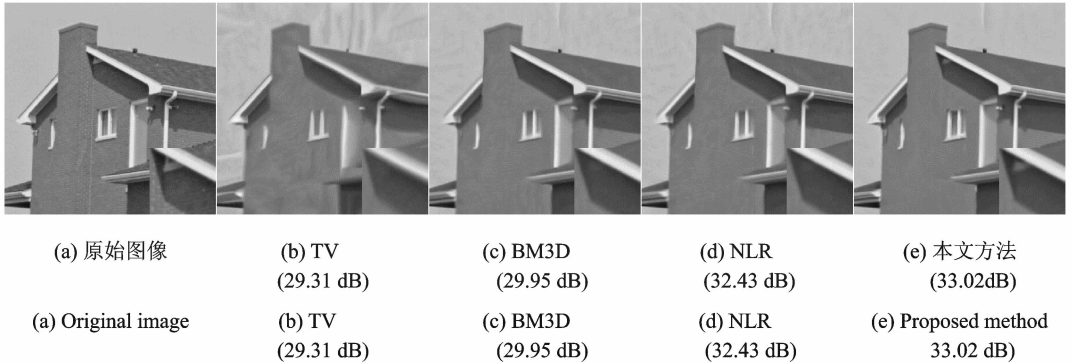 (a) 原始图像 (b) TV (c) BM3D (d) NLR (e) 本文方法
(29.31 dB) (29.95 dB) (32.43 dB) (33.02dB)
(a) Original image (b) TV (c) BM3D (d) NLR (e) Proposed method
(29.31 dB) (29.95 dB) (32.43 dB) 33.02 dB)